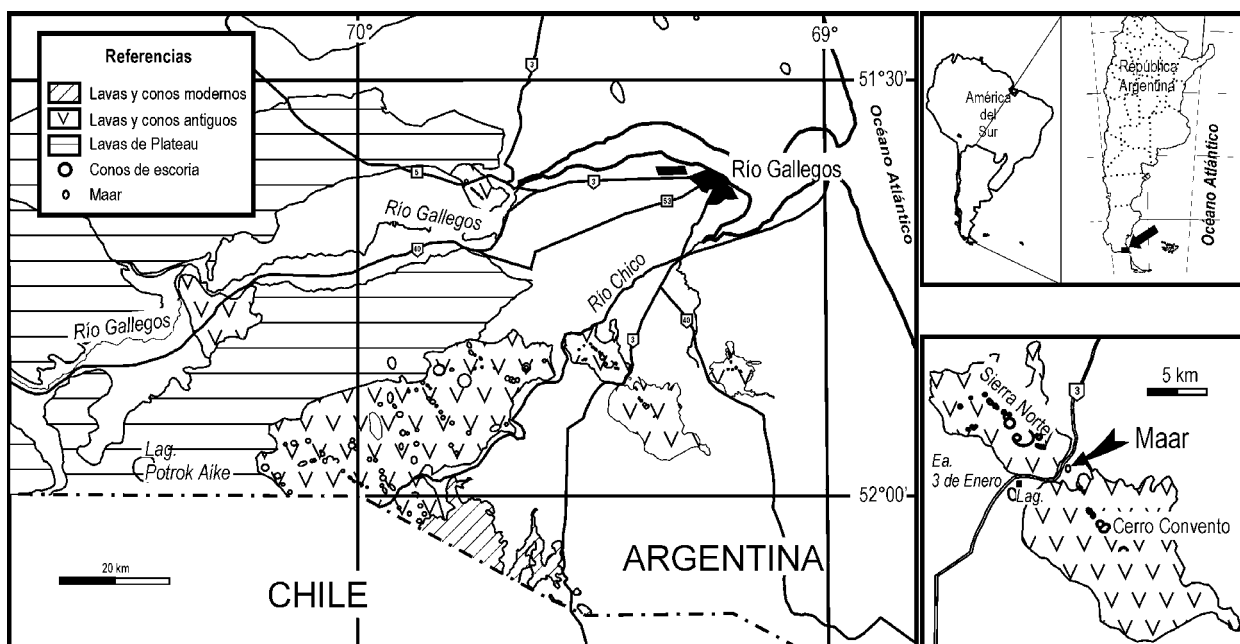 70°
69°
51°30'
Referencias
Lavas y conos modernos
Lavas y conos antiguos
Lavas de Plateau
Conos de escoria
Maar
3
5
3
53
40
Río Gallegos
Océano Atlántico
Río Gallegos
Río Chico
Río Gallegos
3
40
Lag.
Potrok Aike
52°00'
20 km
CHILE
ARGENTINA
América
del
Sur
República
Argentina
Océano Atlántico
5 km
3
Sierra Norte
Maar
Ea.
3 de Enero
Lag.
Cerro Convento